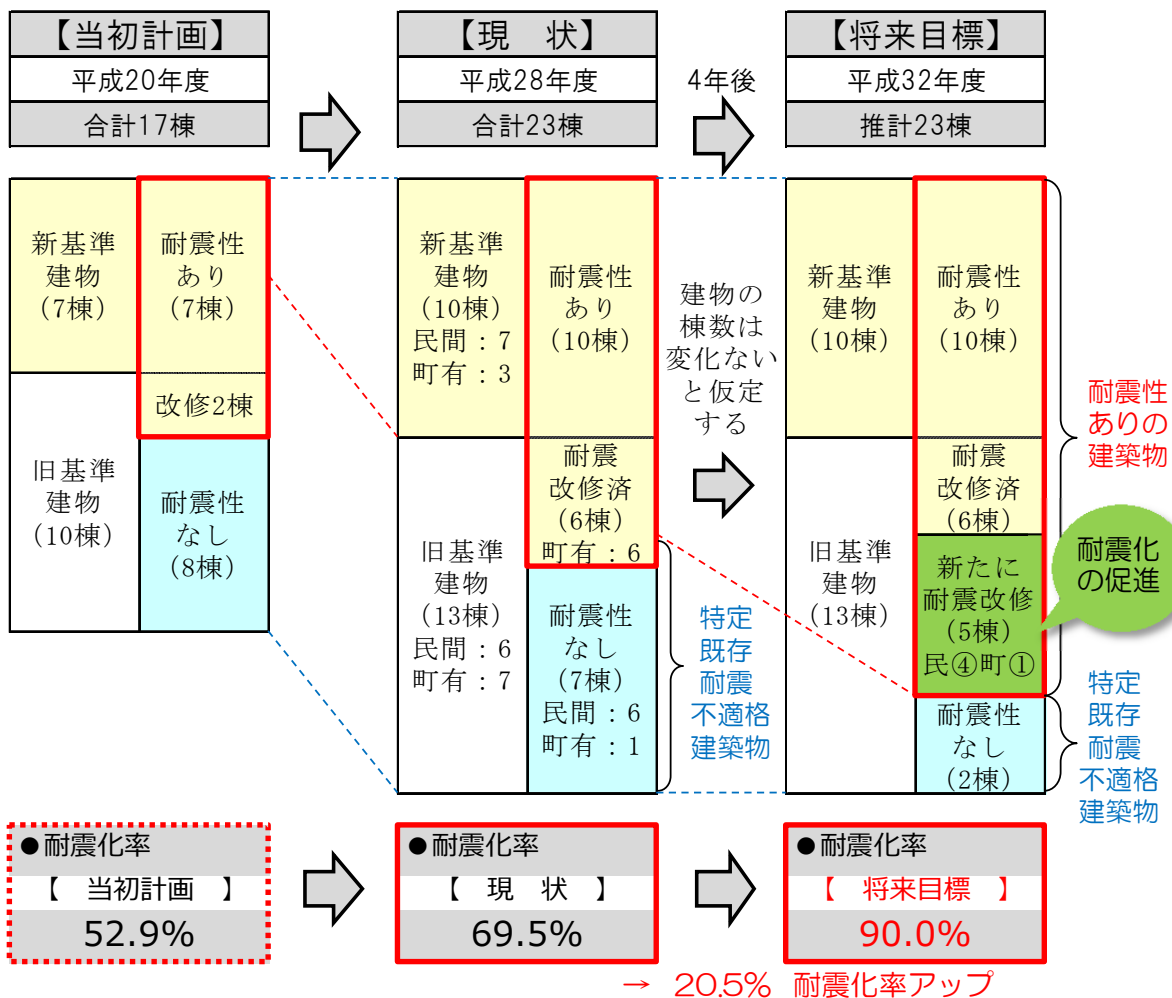 【当初計画】
平成20年度
合計17棟
【現　状】
平成28年度
合計23棟
4年後
【将来目標】
平成32年度
推計23棟
新基準
建物
(7棟)
耐震性
あり
(7棟)
改修2棟
旧基準
建物
(10棟)
耐震性
なし
(8棟)
新基準
建物
(10棟)
民間：7
町有：3
耐震性
あり
(10棟)
耐震
改修済
(6棟)
町有：6
旧基準
建物
(13棟)
民間：6
町有：7
耐震性
なし
(7棟)
民間：6
町有：1
特定
既存
耐震
不適格
建築物
建物の
棟数は
変化ない
と仮定
する
新基準
建物
(10棟)
耐震性
あり
(10棟)
耐震
改修済
(6棟)
旧基準
建物
(13棟)
新たに
耐震改修
(5棟)
民④町①
耐震性
なし
(2棟)
耐震性
ありの
建築物
耐震化
の促進
特定
既存
耐震
不適格
建築物
●耐震化率
【　当初計画　】
52.9%
●耐震化率
【　現　状　】
69.5%
●耐震化率
【　将来目標　】
90.0%
→　20.5%　耐震化率アップ